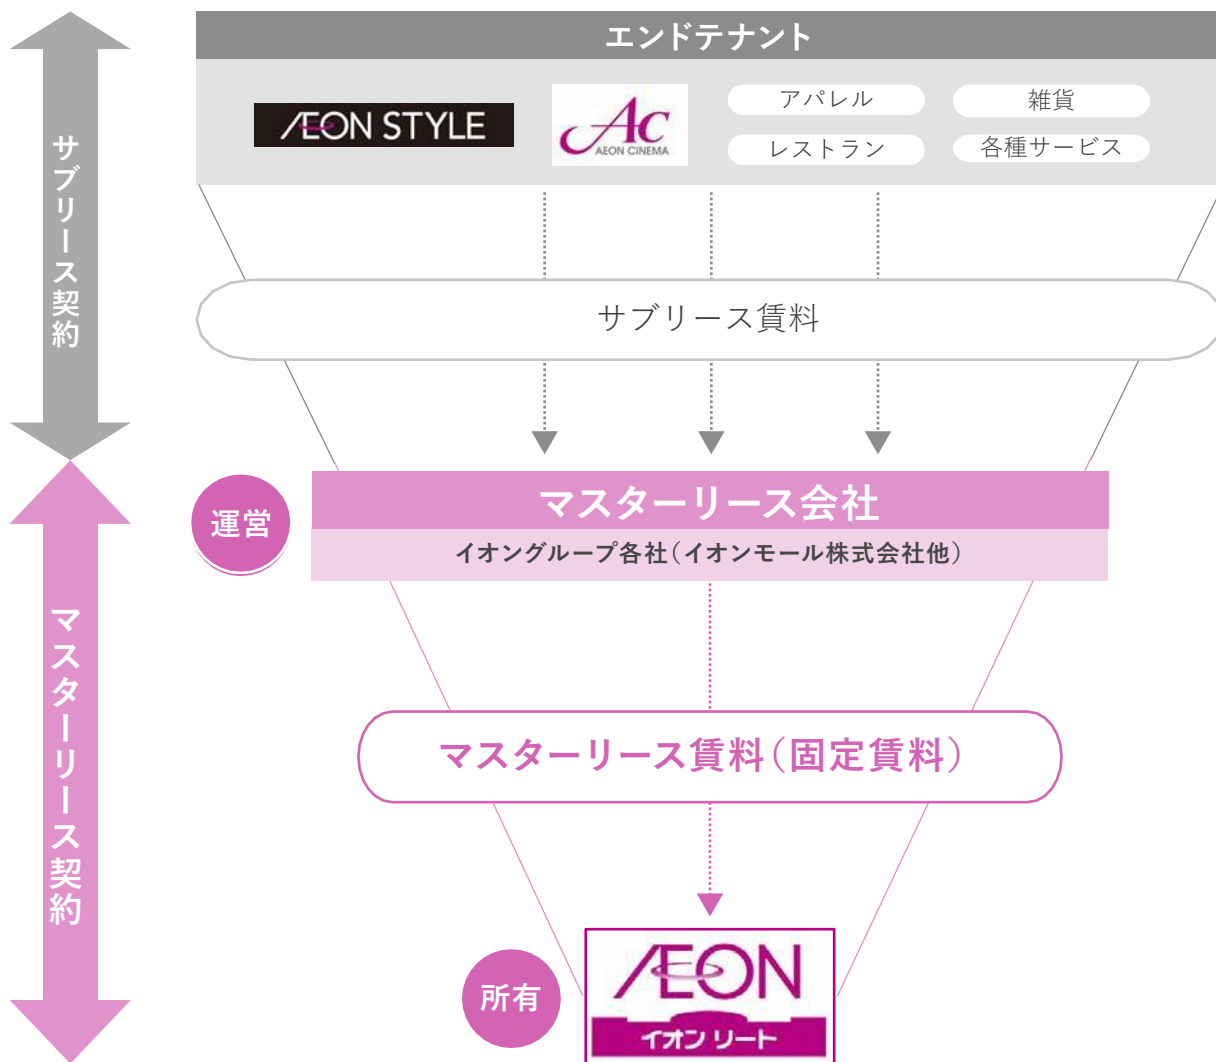 エンドテナント
ÆON STYLE
AC
AEON CINEMA
アパレル
雑貨
レストラン
各種サービス
サブリース契約
サブリース賃料
運営
マスターリース会社
イオングループ各社(イオンモール株式会社他)
マスターリース契約
マスターリース賃料(固定賃料)
所有
ÆON
イオン リート